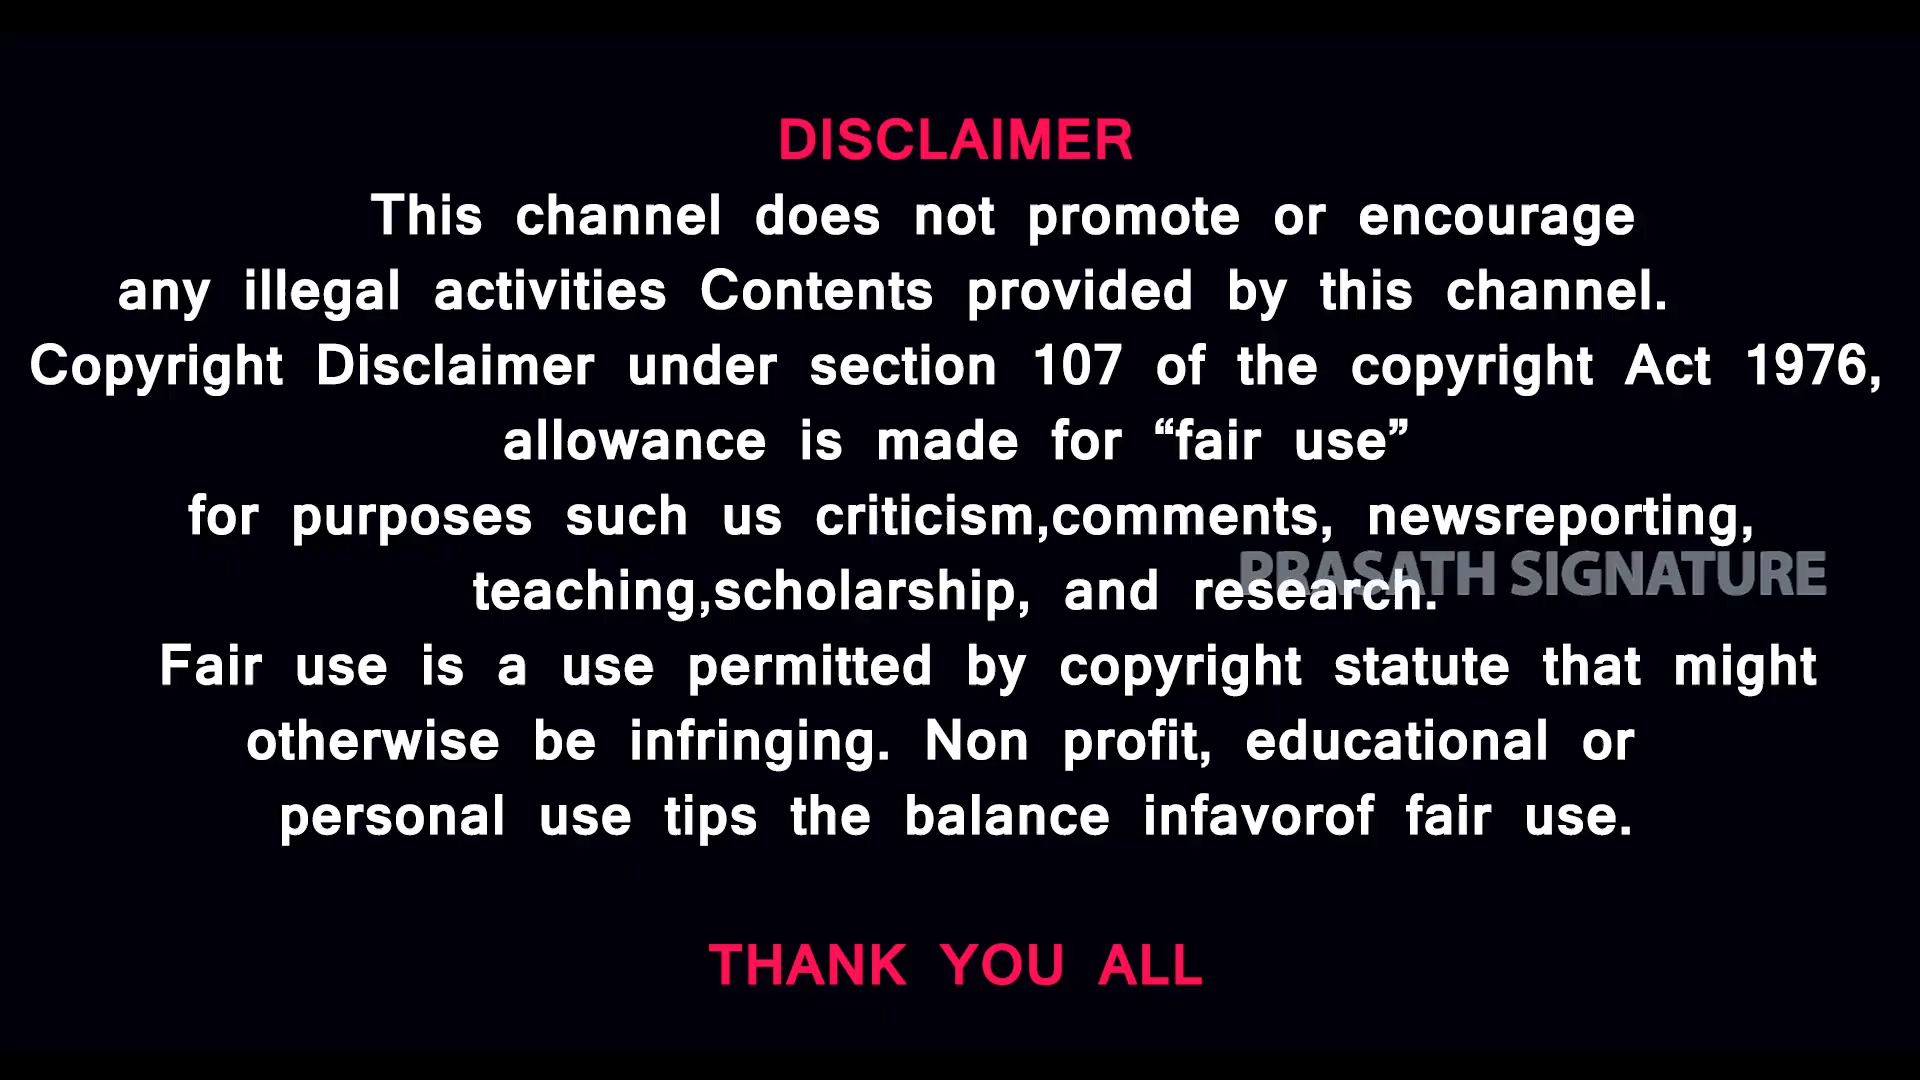 DISCLAIMER
This channel does not promote or encourage
any illegal activities Contents provided by this channel.
Copyright Disclaimer under section 107 of the copyright Act 1976,
allowance is made for “fair use”
for purposes such us criticism,comments, newsreporting,
teaching,scholarship, and research.
PRASATH SIGNATURE
Fair use is a use permitted by copyright statute that might
otherwise be infringing. Non profit, educational or
personal use tips the balance infavorof fair use.
THANK YOU ALL